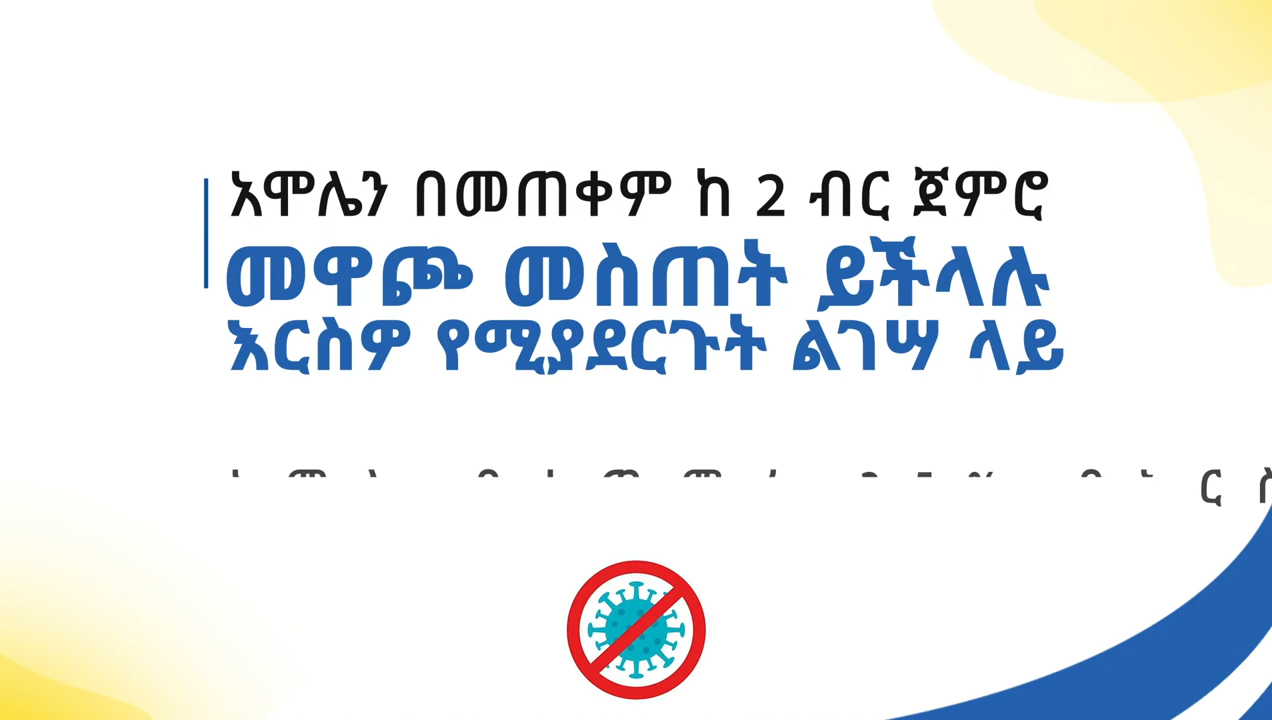 አሞሌን በመጠቀም ከ 2 ብር ጀምሮ
መዋጮ መስጠት ይችላሉ
እርስዎ የሚያደርጉት ልገሣ ላይ